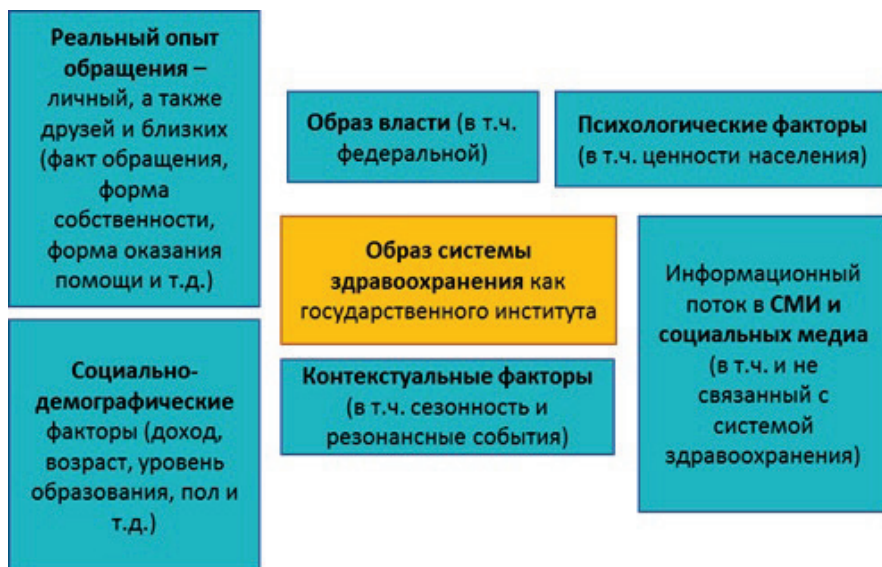 Реальный опыт
обращения –
личный, а также
друзей и близких
(факт обращения,
форма
собственности,
форма оказания
помощи и т.д.)
Образ власти (в т.ч.
федеральной)
Психологические факторы
(в т.ч. ценности населения)
Образ системы
здравоохранения как
государственного института
Информационный
поток в СМИ и
социальных медиа
(в т.ч. и не
связанный с
системой
здравоохранения)
Социально-
демографические
факторы (доход,
возраст, уровень
образования, пол и
т.д.)
Контекстуальные факторы
(в т.ч. сезонность и
резонансные события)